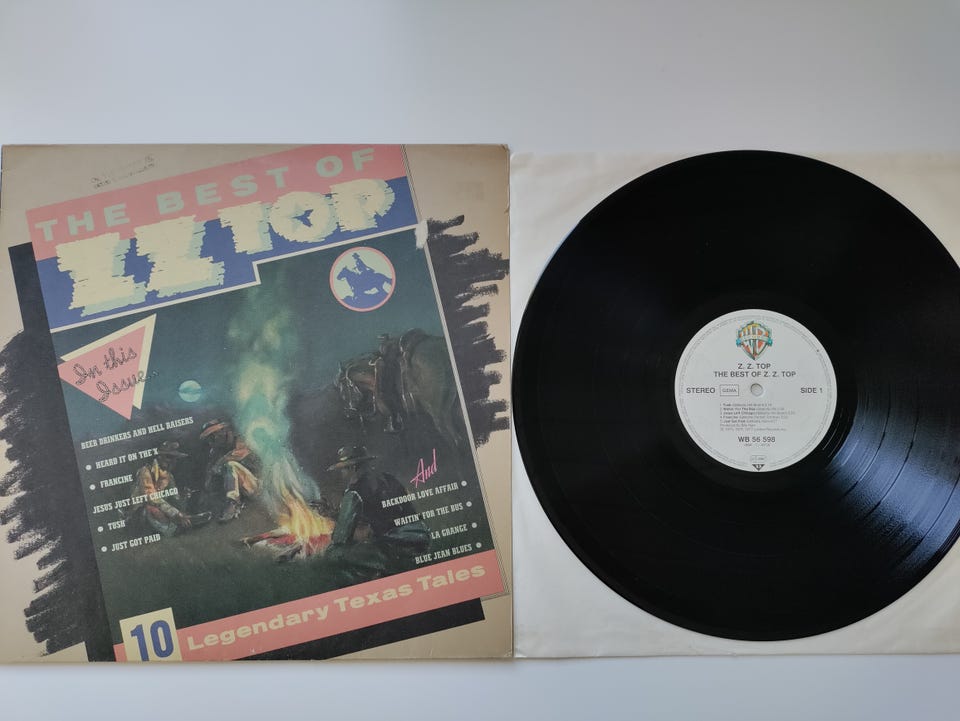 THE BEST OF
ZZ TOP
In this
Issue...
BEER DRINKERS AND HELL RAISERS
• HEARD IT ON THE X
• FRANCINE
JESUS JUST LEFT CHICAGO
• TUSH
• JUST GOT PAID
And
BACKDOOR LOVE AFFAIR •
WAITIN' FOR THE BUS •
LA GRANGE •
BLUE JEAN BLUES •
10 Legendary Texas Tales
Z. Z. TOP
THE BEST OF Z. Z. TOP
STEREO
GEMA
SIDE 1
WB 56 598